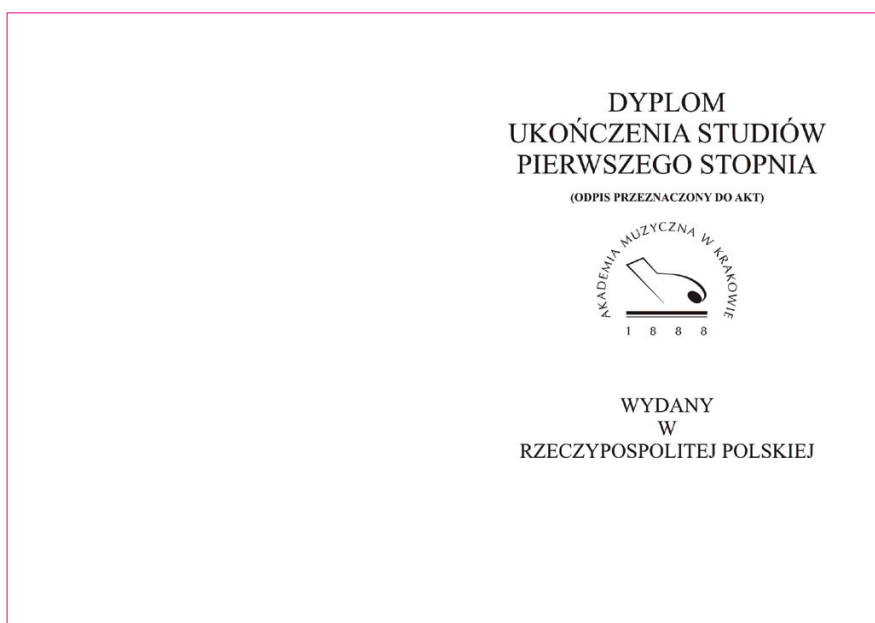 DYPLOM
UKOŃCZENIA STUDIÓW
PIERWSZEGO STOPNIA
(ODPIS PRZEZNACZONY DO AKT)
AKADEMIA MUZYCZNA W KRAKOWIE
1 8 8 8
WYDANY
W
RZECZYPOSPOLITEJ POLSKIEJ